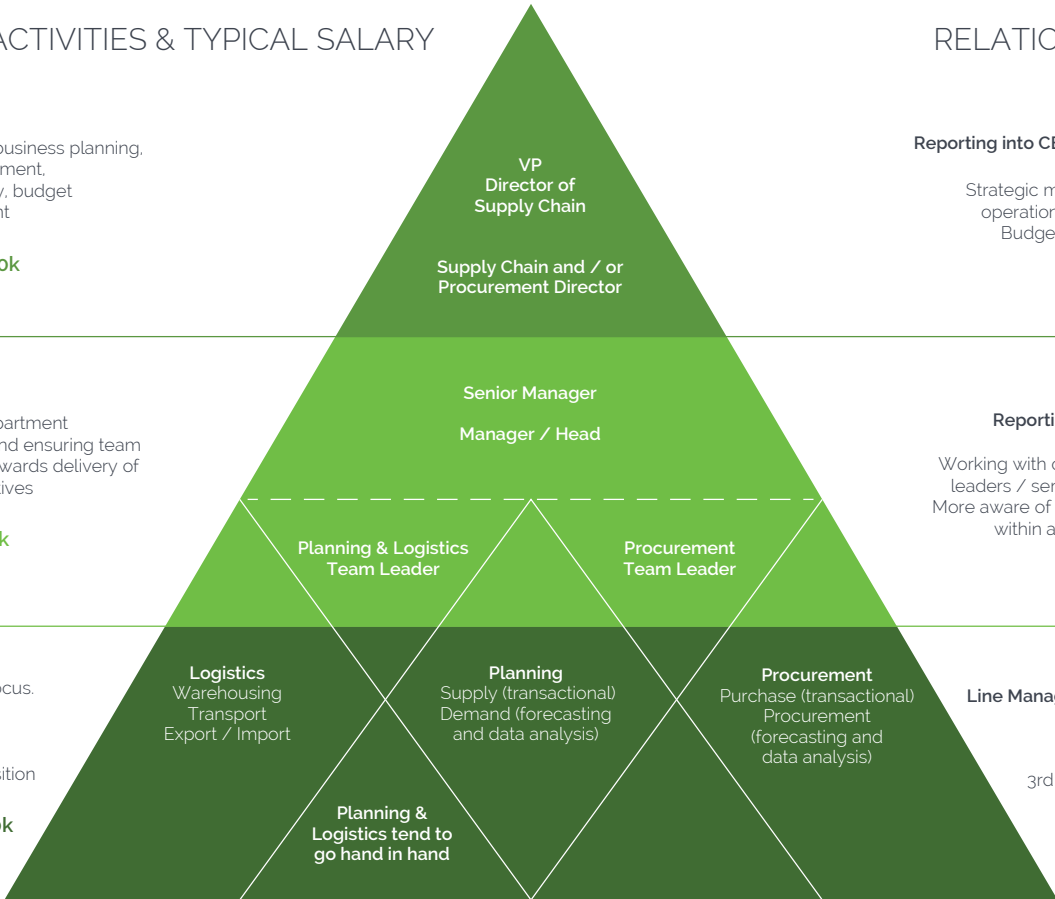 ACTIVITIES & TYPICAL SALARY
RELATIO
business planning,
ment,
y, budget
nt
0k
VP
Director of
Supply Chain
Supply Chain and / or
Procurement Director
Reporting into CE
Strategic m
operation
Budge
partment
nd ensuring team
wards delivery of
tives
k
Senior Manager
Manager / Head
Planning & Logistics
Team Leader
Procurement
Team Leader
Reporti
Working with o
leaders / ser
More aware of
within a
ocus.
sition
0k
Logistics
Warehousing
Transport
Export / Import
Planning
Supply (transactional)
Demand (forecasting
and data analysis)
Procurement
Purchase (transactional)
Procurement
(forecasting and
data analysis)
Planning &
Logistics tend to
go hand in hand
Line Manag
3rd